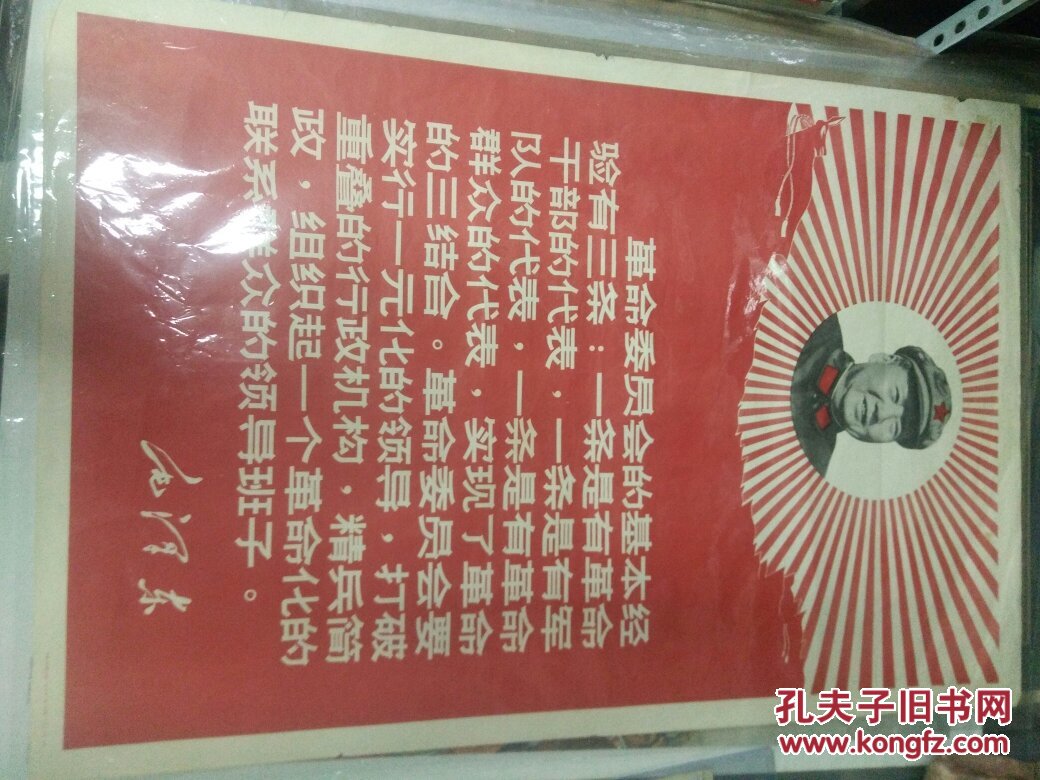 革命委员会的基本经
验有三条：一条是有革命
干部的代表，一条是有军
队的代表，一条是有革命
群众的代表，实现了革命
的三结合。革命委员会要
实行一元化的领导，打破
重叠的行政机构，精兵简
政，组织起一个革命化的
联系群众的领导班子。
毛泽东
孔夫子旧书网
www.kongfz.com